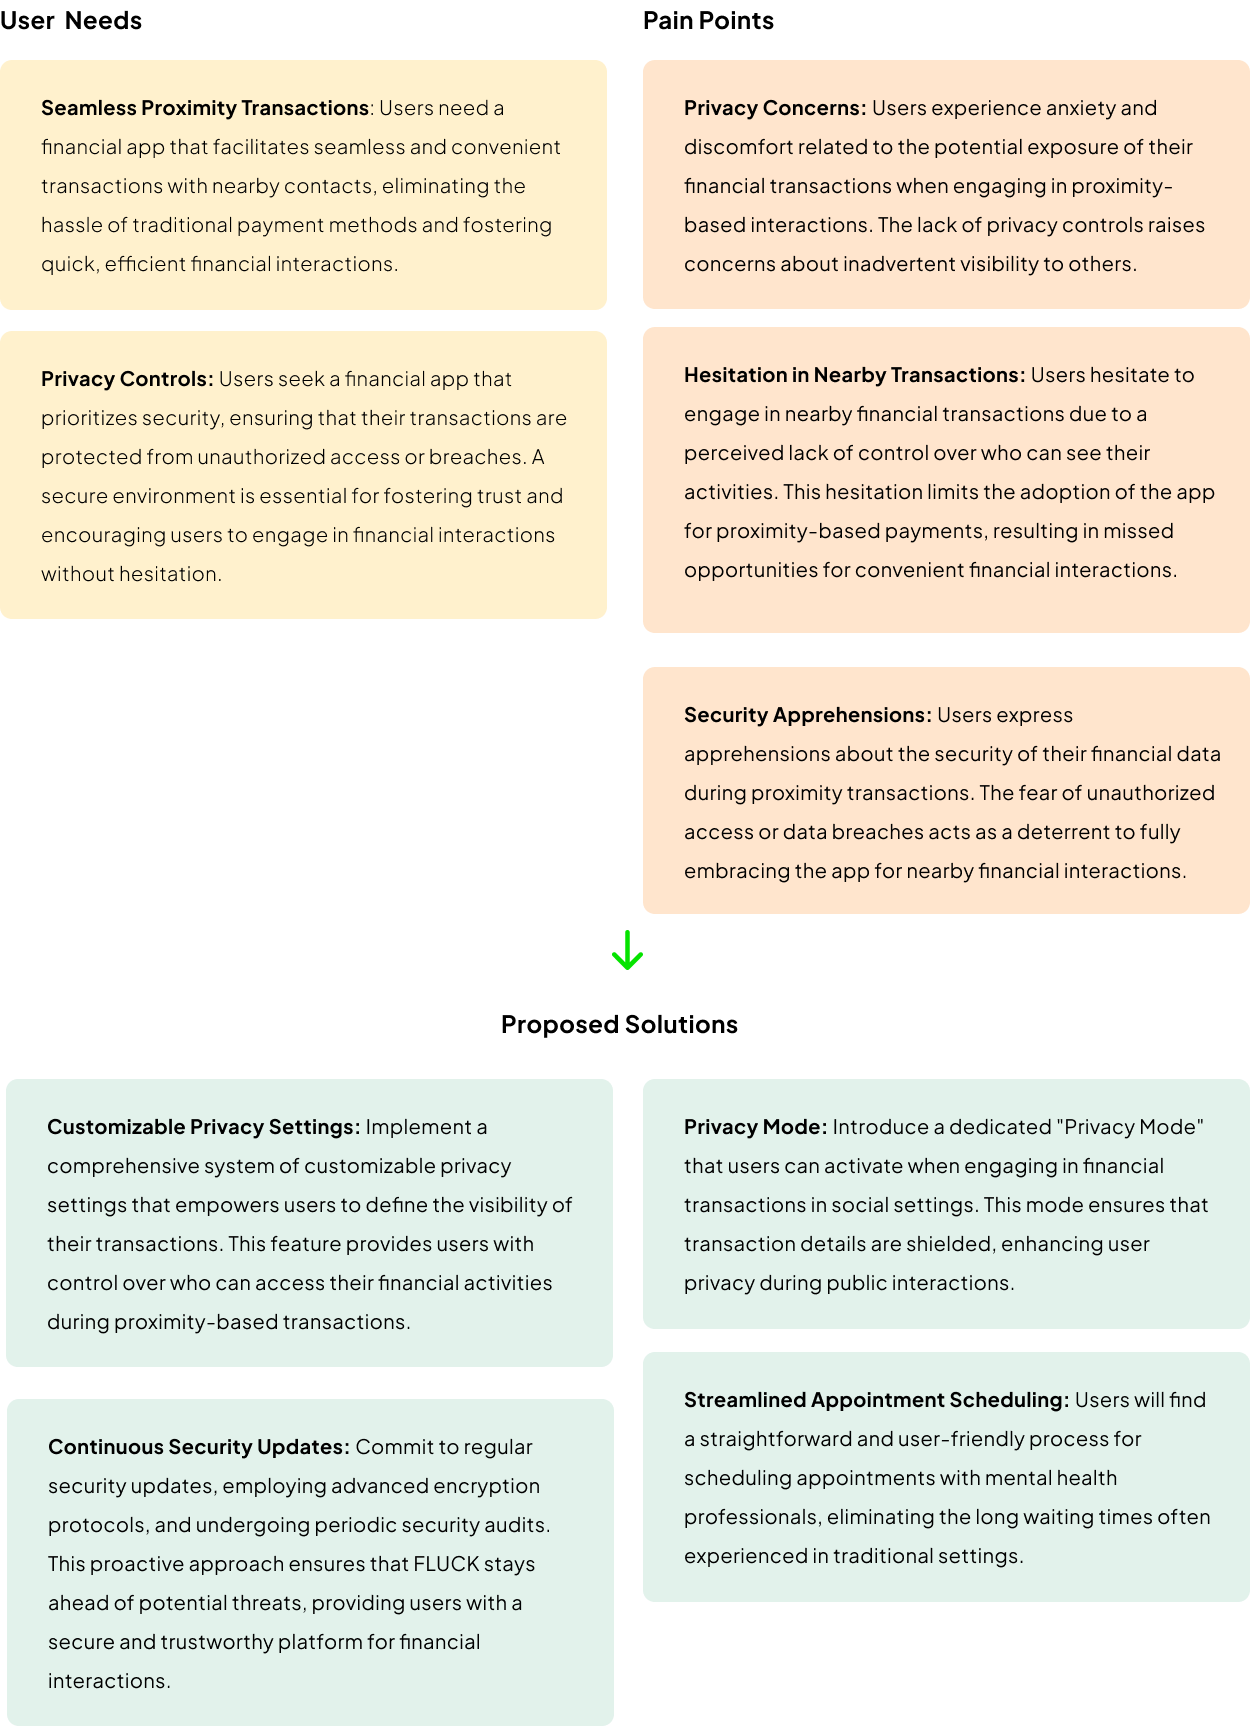 User Needs
Seamless Proximity Transactions: Users need a
financial app that facilitates seamless and convenient
transactions with nearby contacts, eliminating the
hassle of traditional payment methods and fostering
quick, efficient financial interactions.
Privacy Controls: Users seek a financial app that
prioritizes security, ensuring that their transactions are
protected from unauthorized access or breaches. A
secure environment is essential for fostering trust and
encouraging users to engage in financial interactions
without hesitation.
Pain Points
Privacy Concerns: Users experience anxiety and
discomfort related to the potential exposure of their
financial transactions when engaging in proximity-
based interactions. The lack of privacy controls raises
concerns about inadvertent visibility to others.
Hesitation in Nearby Transactions: Users hesitate to
engage in nearby financial transactions due to a
perceived lack of control over who can see their
activities. This hesitation limits the adoption of the app
for proximity-based payments, resulting in missed
opportunities for convenient financial interactions.
Security Apprehensions: Users express
apprehensions about the security of their financial data
during proximity transactions. The fear of unauthorized
access or data breaches acts as a deterrent to fully
embracing the app for nearby financial interactions.
Proposed Solutions
Customizable Privacy Settings: Implement a
comprehensive system of customizable privacy
settings that empowers users to define the visibility of
their transactions. This feature provides users with
control over who can access their financial activities
during proximity-based transactions.
Continuous Security Updates: Commit to regular
security updates, employing advanced encryption
protocols, and undergoing periodic security audits.
This proactive approach ensures that FLUCK stays
ahead of potential threats, providing users with a
secure and trustworthy platform for financial
interactions.
Privacy Mode: Introduce a dedicated "Privacy Mode"
that users can activate when engaging in financial
transactions in social settings. This mode ensures that
transaction details are shielded, enhancing user
privacy during public interactions.
Streamlined Appointment Scheduling: Users will find
a straightforward and user-friendly process for
scheduling appointments with mental health
professionals, eliminating the long waiting times often
experienced in traditional settings.